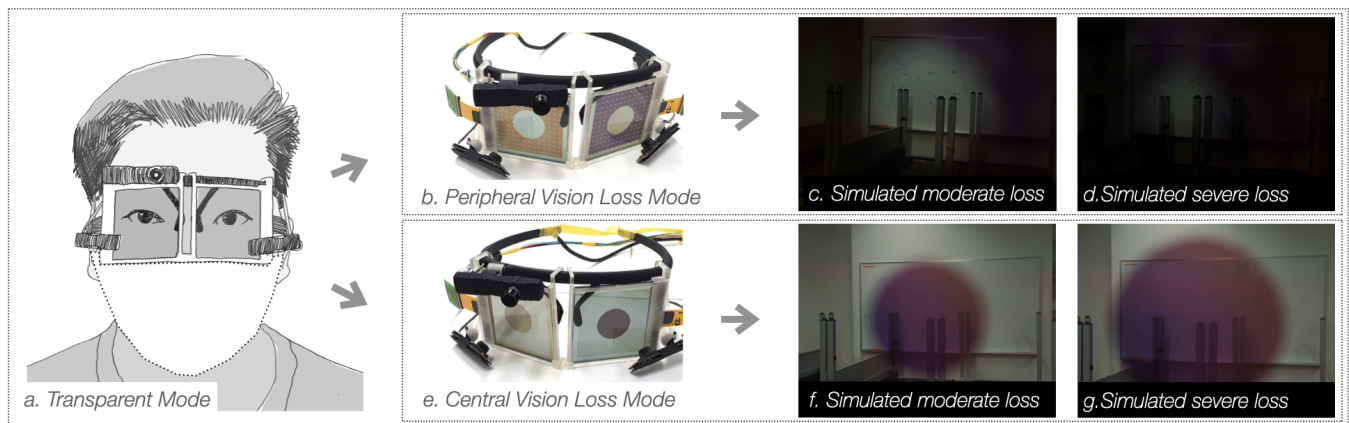 a. Transparent Mode
b. Peripheral Vision Loss Mode
c. Simulated moderate loss
d.Simulated severe loss
e. Central Vision Loss Mode
f. Simulated moderate loss
g.Simulated severe loss